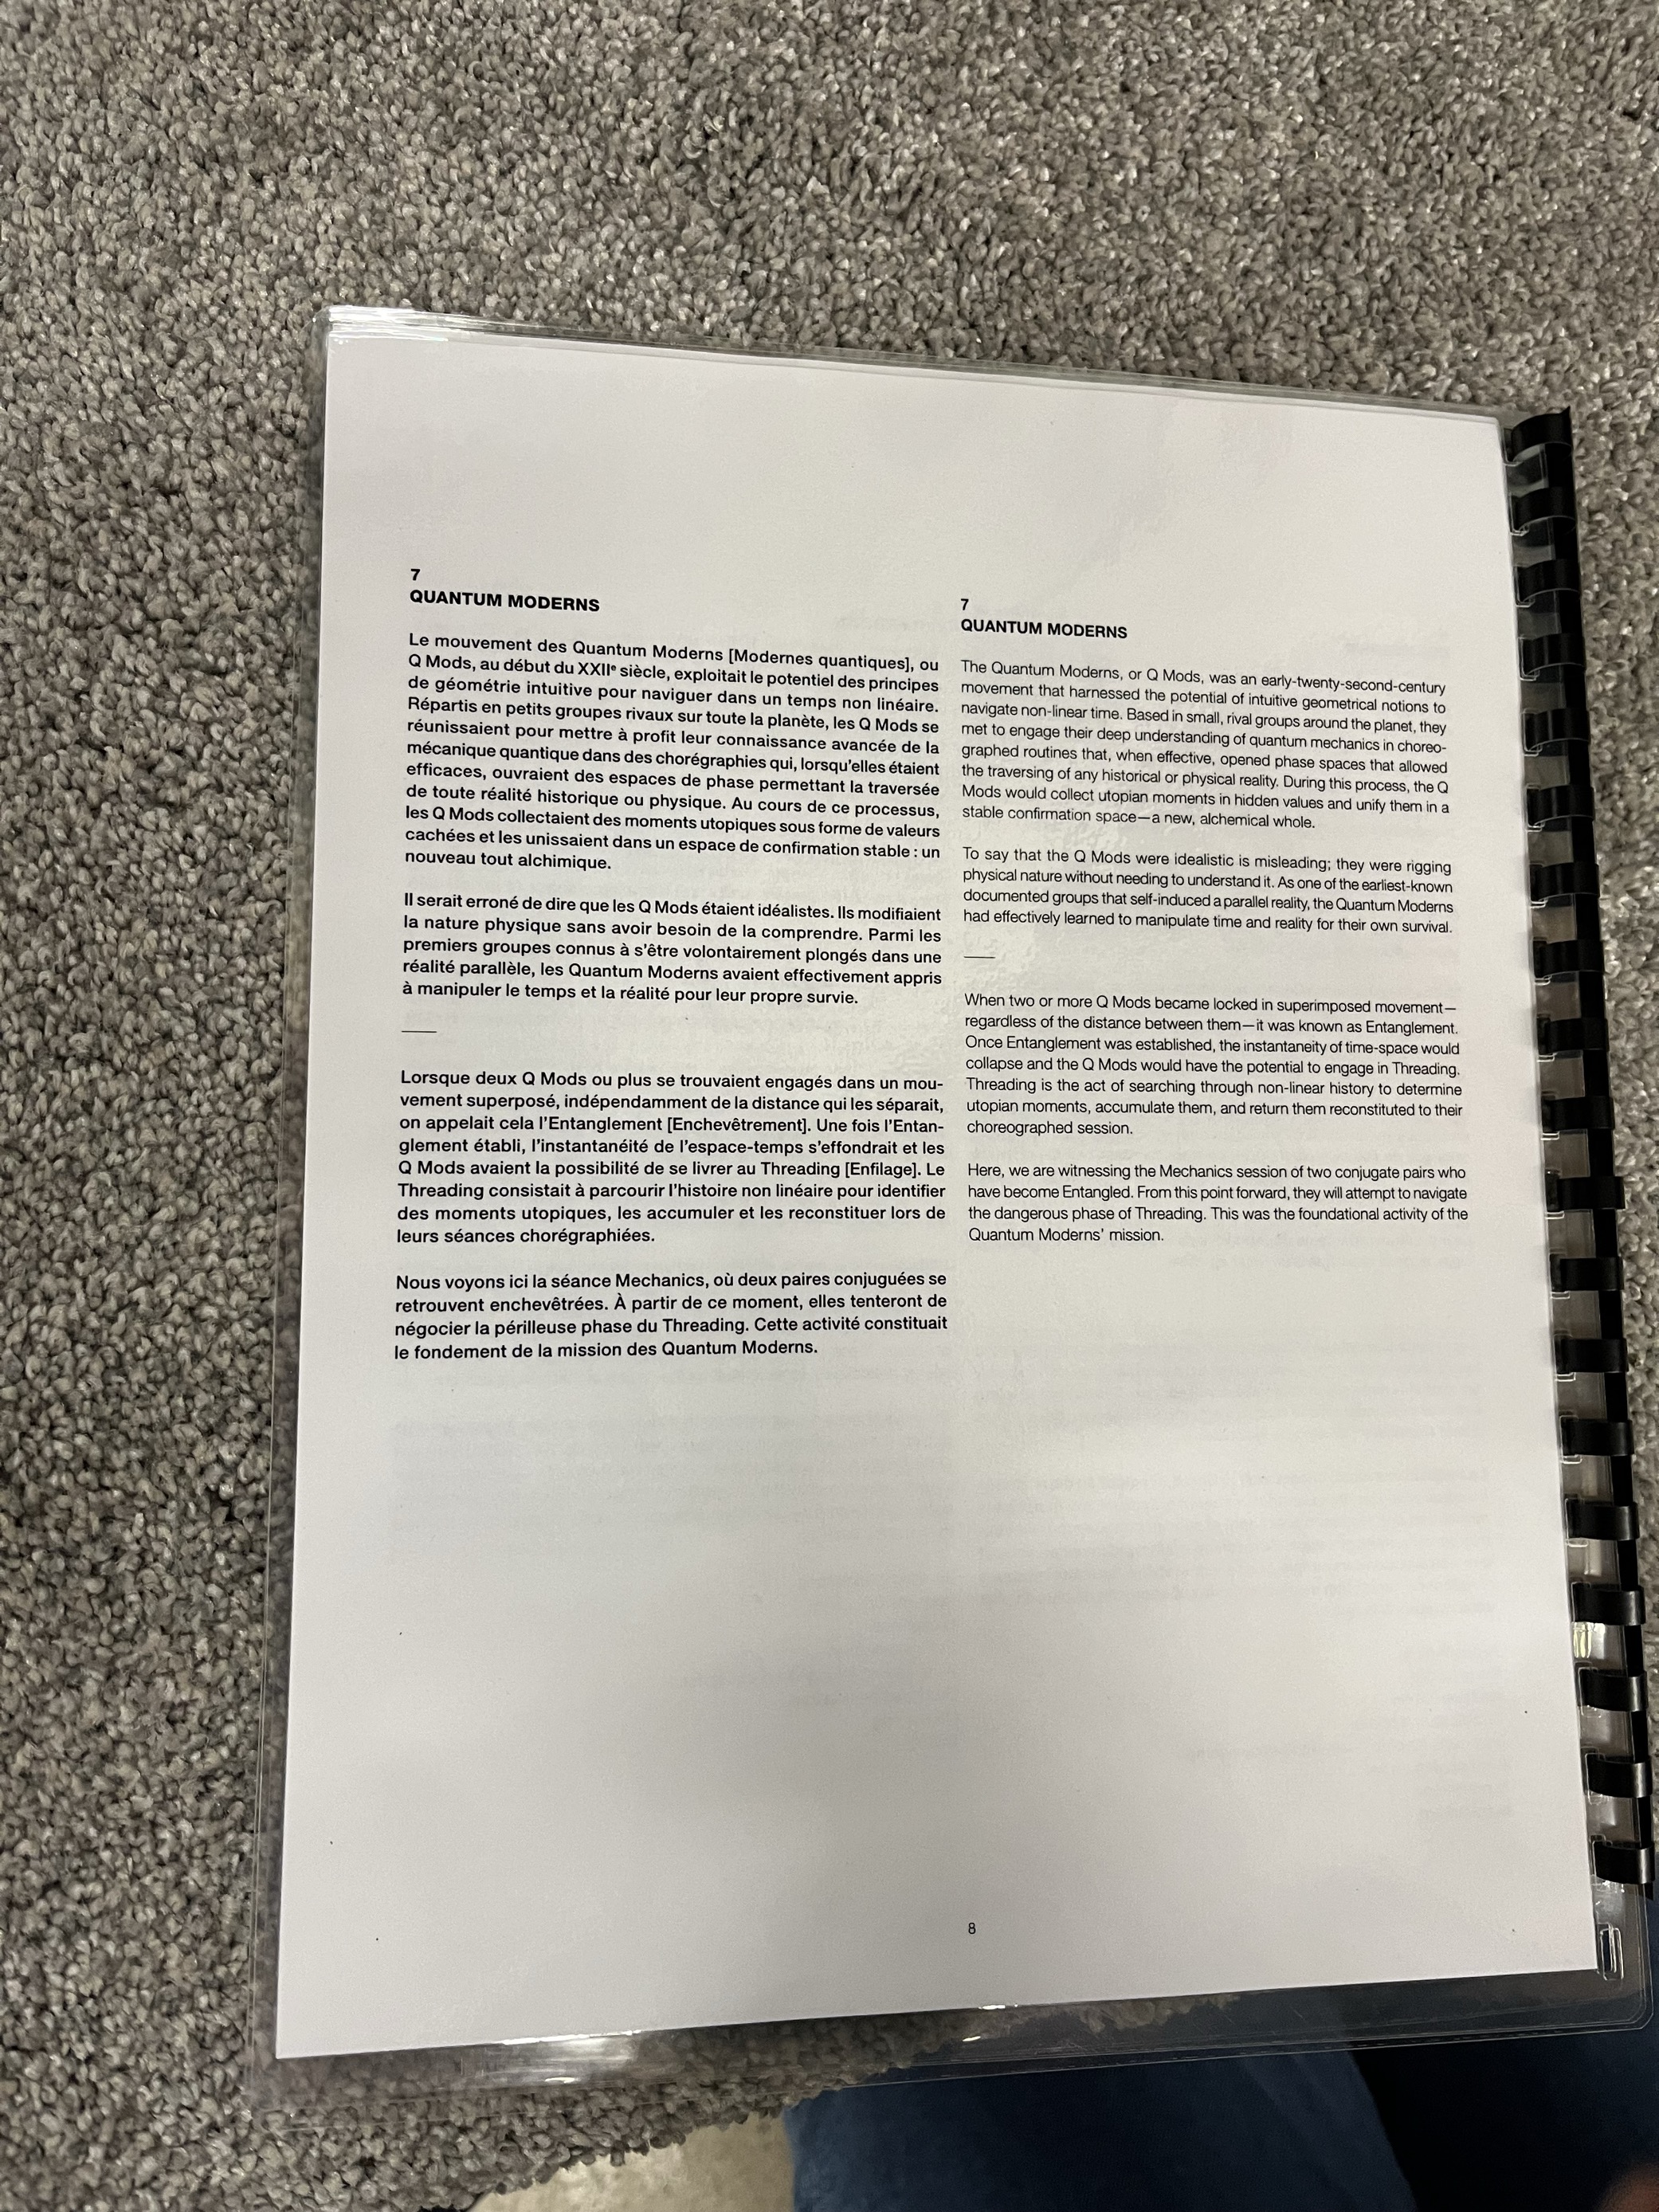 7
QUANTUM MODERNS
Le mouvement des Quantum Moderns [Modernes quantiques], ou
Q Mods, au début du XXIIᵉ siècle, exploitait le potentiel des principes
de géométrie intuitive pour naviguer dans un temps non linéaire.
Répartis en petits groupes rivaux sur toute la planète, les Q Mods se
réunissaient pour mettre à profit leur connaissance avancée de la
mécanique quantique dans des chorégraphies qui, lorsqu'elles étaient
efficaces, ouvraient des espaces de phase permettant la traversée
de toute réalité historique ou physique. Au cours de ce processus,
les Q Mods collectaient des moments utopiques sous forme de valeurs
cachées et les unissaient dans un espace de confirmation stable : un
nouveau tout alchimique.
Il serait erroné de dire que les Q Mods étaient idéalistes. Ils modifiaient
la nature physique sans avoir besoin de la comprendre. Parmi les
premiers groupes connus à s'être volontairement plongés dans une
réalité parallèle, les Quantum Moderns avaient effectivement appris
à manipuler le temps et la réalité pour leur propre survie.
Lorsque deux Q Mods ou plus se trouvaient engagés dans un mou-
vement superposé, indépendamment de la distance qui les séparait,
on appelait cela l'Entanglement [Enchevêtrement]. Une fois l'Entan-
glement établi, l'instantanéité de l'espace-temps s'effondrait et les
Q Mods avaient la possibilité de se livrer au Threading [Enfilage]. Le
Threading consistait à parcourir l'histoire non linéaire pour identifier
des moments utopiques, les accumuler et les reconstituer lors de
leurs séances chorégraphiées.
Nous voyons ici la séance Mechanics, où deux paires conjuguées se
retrouvent enchevêtrées. À partir de ce moment, elles tenteront de
négocier la périlleuse phase du Threading. Cette activité constituait
le fondement de la mission des Quantum Moderns.
7
QUANTUM MODERNS
The Quantum Moderns, or Q Mods, was an early-twenty-second-century
movement that harnessed the potential of intuitive geometrical notions to
navigate non-linear time. Based in small, rival groups around the planet, they
met to engage their deep understanding of quantum mechanics in choreo-
graphed routines that, when effective, opened phase spaces that allowed
the traversing of any historical or physical reality. During this process, the Q
Mods would collect utopian moments in hidden values and unify them in a
stable confirmation space—a new, alchemical whole.
To say that the Q Mods were idealistic is misleading; they were rigging
physical nature without needing to understand it. As one of the earliest-known
documented groups that self-induced a parallel reality, the Quantum Moderns
had effectively learned to manipulate time and reality for their own survival.
When two or more Q Mods became locked in superimposed movement—
regardless of the distance between them—it was known as Entanglement.
Once Entanglement was established, the instantaneity of time-space would
collapse and the Q Mods would have the potential to engage in Threading.
Threading is the act of searching through non-linear history to determine
utopian moments, accumulate them, and return them reconstituted to their
choreographed session.
Here, we are witnessing the Mechanics session of two conjugate pairs who
have become Entangled. From this point forward, they will attempt to navigate
the dangerous phase of Threading. This was the foundational activity of the
Quantum Moderns' mission.
8